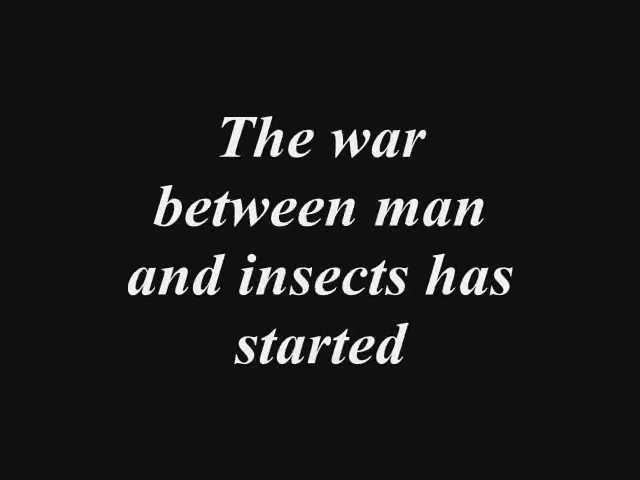 The war
between man
and insects has
started